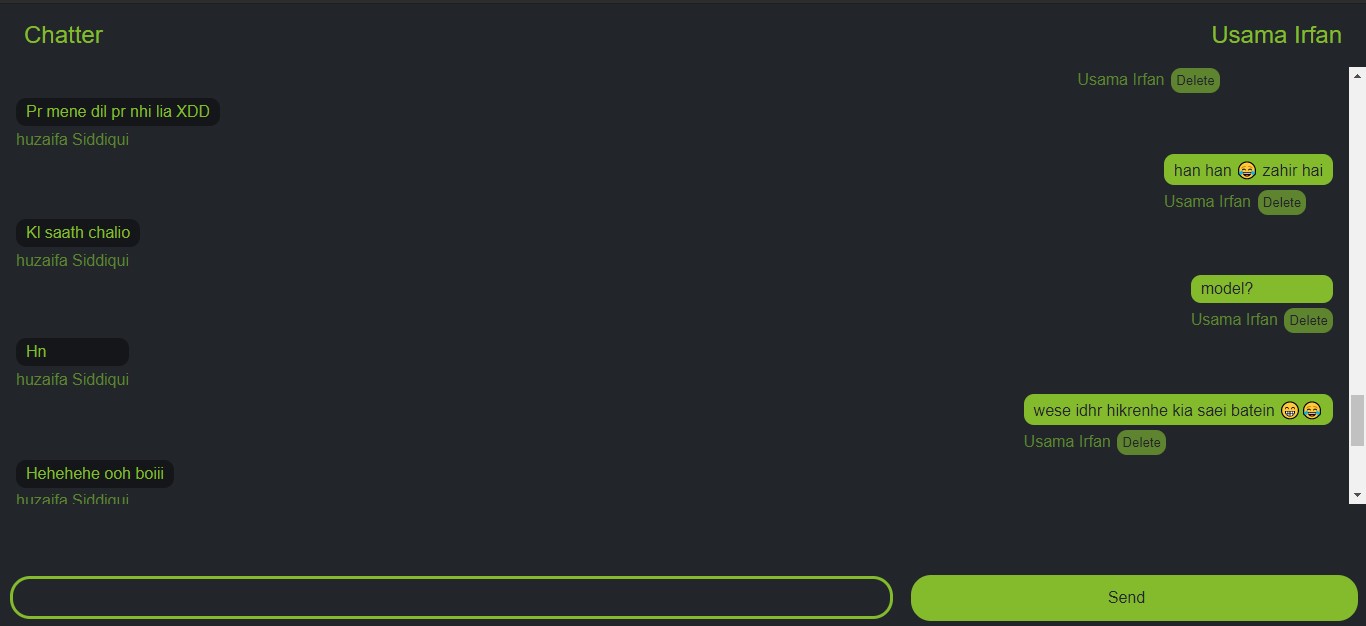 Chatter
Usama Irfan
Usama Irfan Delete
Pr mene dil pr nhi lia XDD
huzaifa Siddiqui
han han 😂 zahir hai
Usama Irfan Delete
Kl saath chalio
huzaifa Siddiqui
model?
Usama Irfan Delete
Hn
huzaifa Siddiqui
wese idhr hikrenhe kia saei batein 😁😂
Usama Irfan Delete
Hehehehe ooh boiii
huzaifa Siddiqui
Send